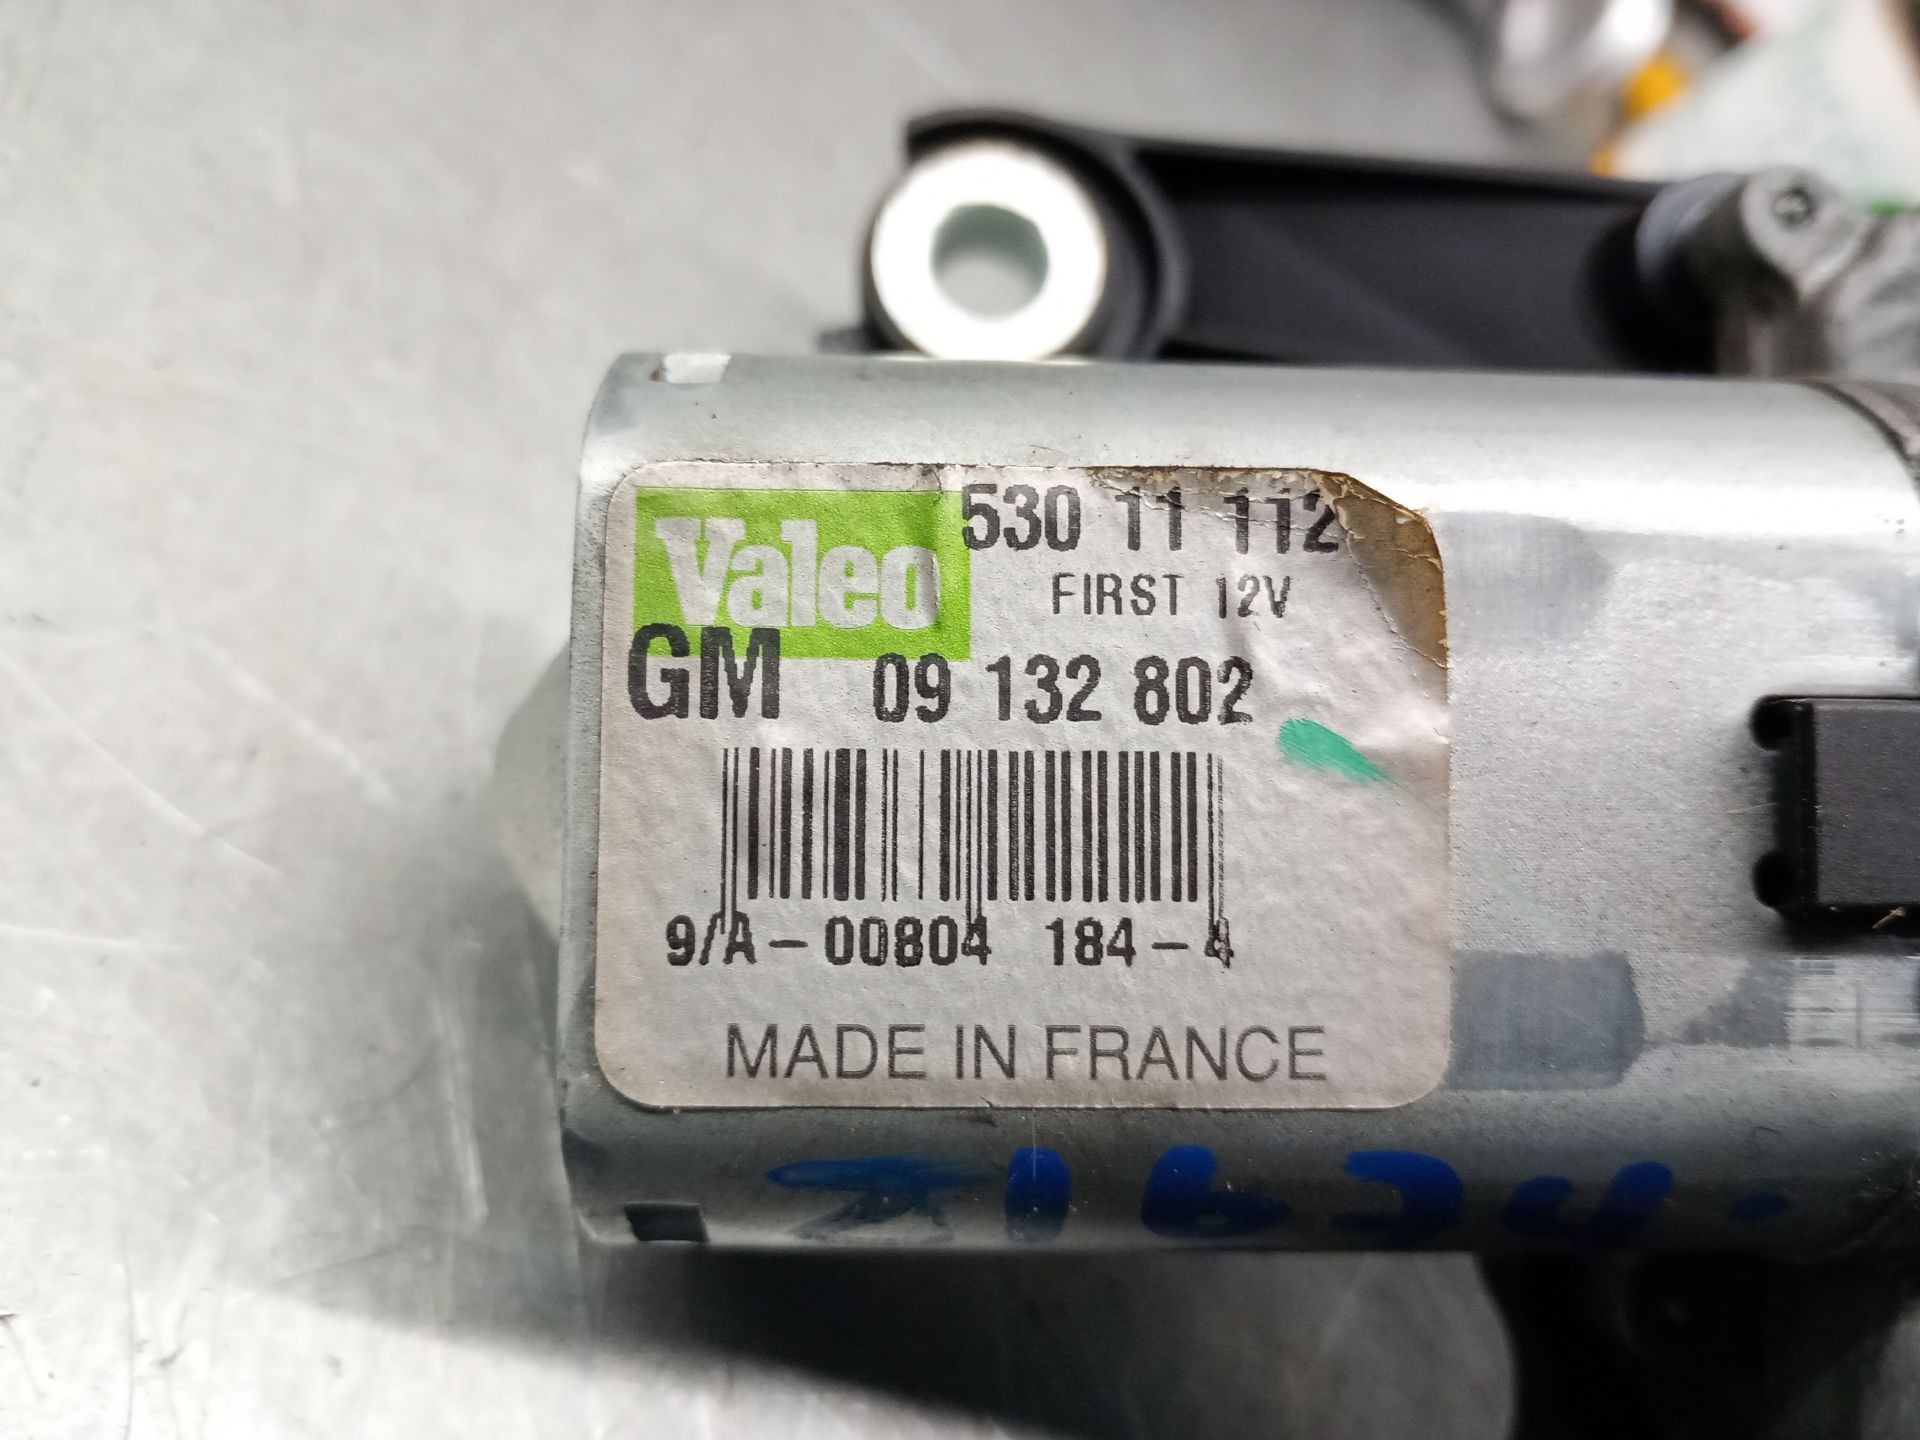 Valeo 530 11 112
FIRST 12V
GM 09 132 802
9/A-00804 184-4
MADE IN FRANCE